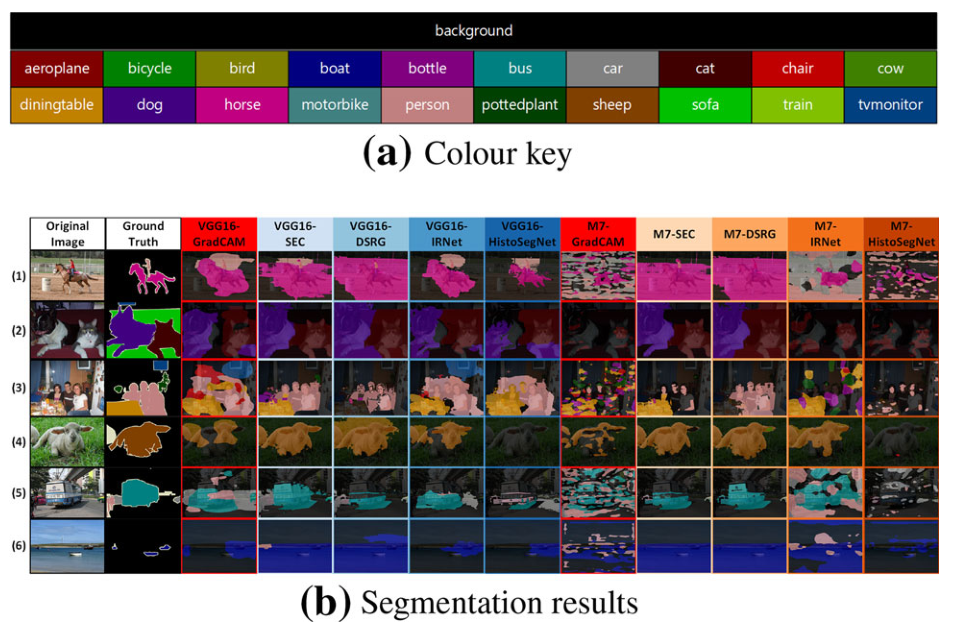 background
aeroplane bicycle bird boat bottle bus car cat chair cow
diningtable dog horse motorbike person pottedplant sheep sofa train tvmonitor
(a) Colour key
Original Image Ground Truth VGG16-GradCAM VGG16-SEC VGG16-DSRG VGG16-IRNet VGG16-HistoSegNet M7-GradCAM M7-SEC M7-DSRG M7-IRNet M7-HistoSegNet
(1)
(2)
(3)
(4)
(5)
(6)
(b) Segmentation results